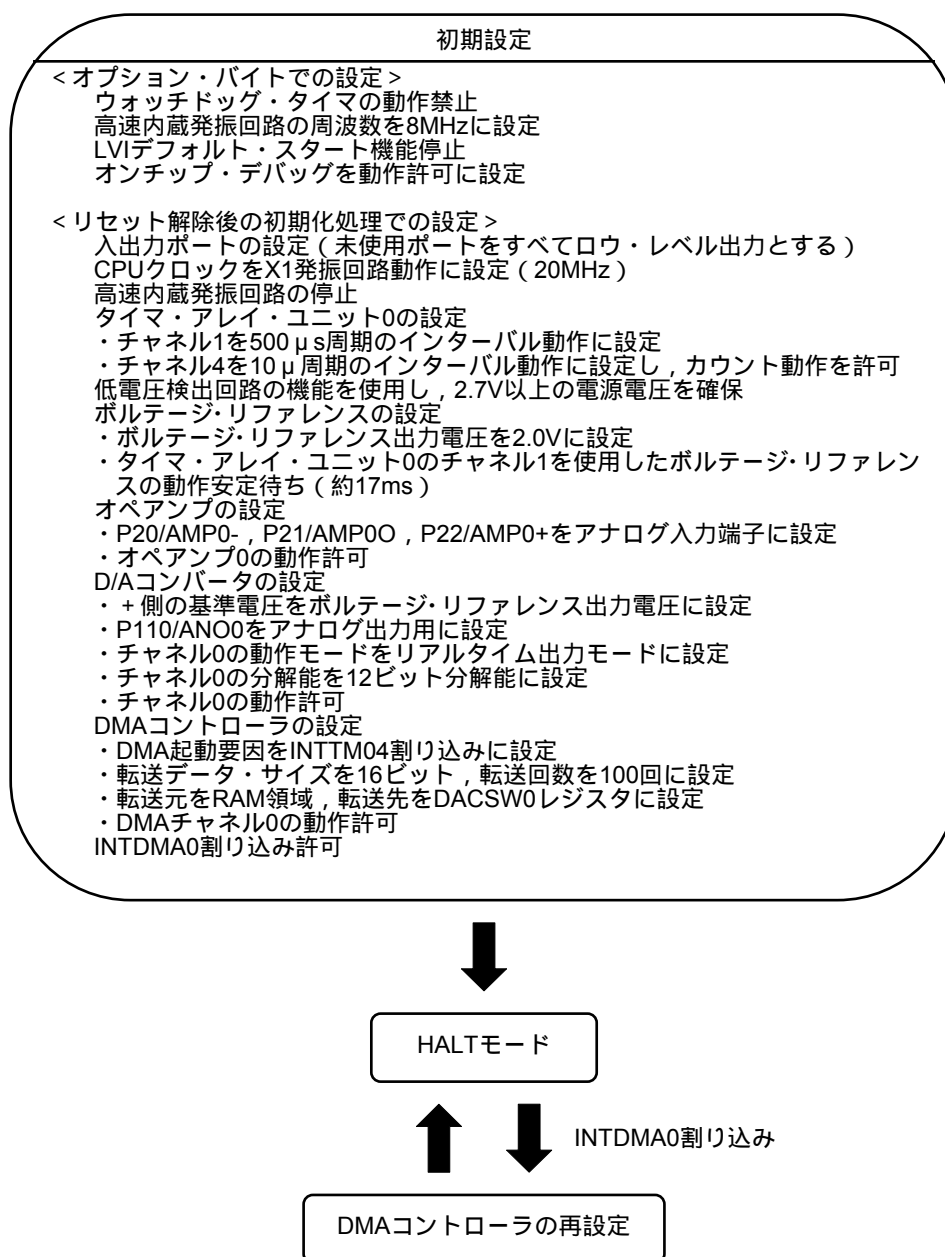 初期設定
<オプション・バイトでの設定>
ウォッチドッグ・タイマの動作禁止
高速内蔵発振回路の周波数を8MHzに設定
LVIデフォルト・スタート機能停止
オンチップ・デバッグを動作許可に設定
<リセット解除後の初期化処理での設定>
入出力ポートの設定（未使用ポートをすべてロウ・レベル出力とする）
CPUクロックをX1発振回路動作に設定（20MHz）
高速内蔵発振回路の停止
タイマ・アレイ・ユニット0の設定
・チャネル1を500μs周期のインターバル動作に設定
・チャネル4を10μ周期のインターバル動作に設定し，カウント動作を許可
低電圧検出回路の機能を使用し，2.7V以上の電源電圧を確保
ボルテージ･リファレンスの設定
・ボルテージ･リファレンス出力電圧を2.0Vに設定
・タイマ・アレイ・ユニット0のチャネル1を使用したボルテージ･リファレン
スの動作安定待ち（約17ms）
オペアンプの設定
・P20/AMP0-，P21/AMP0O，P22/AMP0+をアナログ入力端子に設定
・オペアンプ0の動作許可
D/Aコンバータの設定
・＋側の基準電圧をボルテージ･リファレンス出力電圧に設定
・P110/ANO0をアナログ出力用に設定
・チャネル0の動作モードをリアルタイム出力モードに設定
・チャネル0の分解能を12ビット分解能に設定
・チャネル0の動作許可
DMAコントローラの設定
・DMA起動要因をINTTM04割り込みに設定
・転送データ・サイズを16ビット，転送回数を100回に設定
・転送元をRAM領域，転送先をDACSW0レジスタに設定
・DMAチャネル0の動作許可
INTDMA0割り込み許可
HALTモード
INTDMA0割り込み
DMAコントローラの再設定